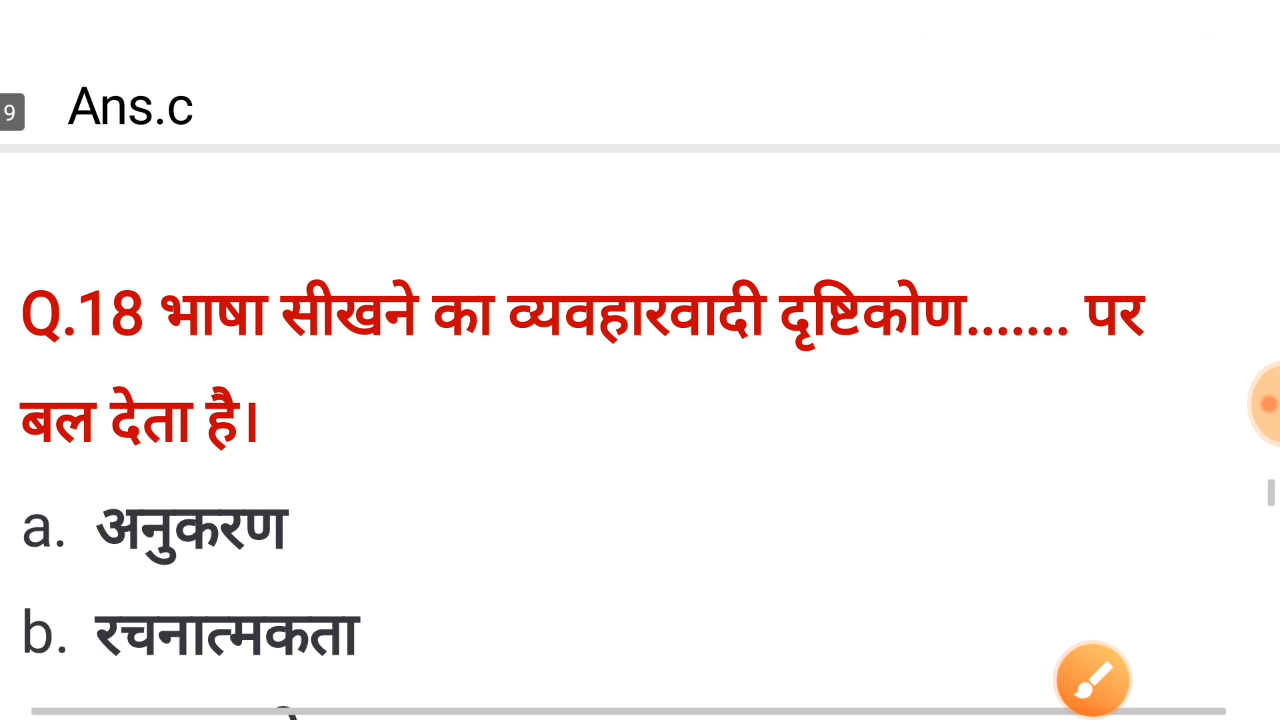 9 Ans.c
Q.18 भाषा सीखने का व्यवहारवादी दृष्टिकोण....... पर
बल देता है।
a. अनुकरण
b. रचनात्मकता